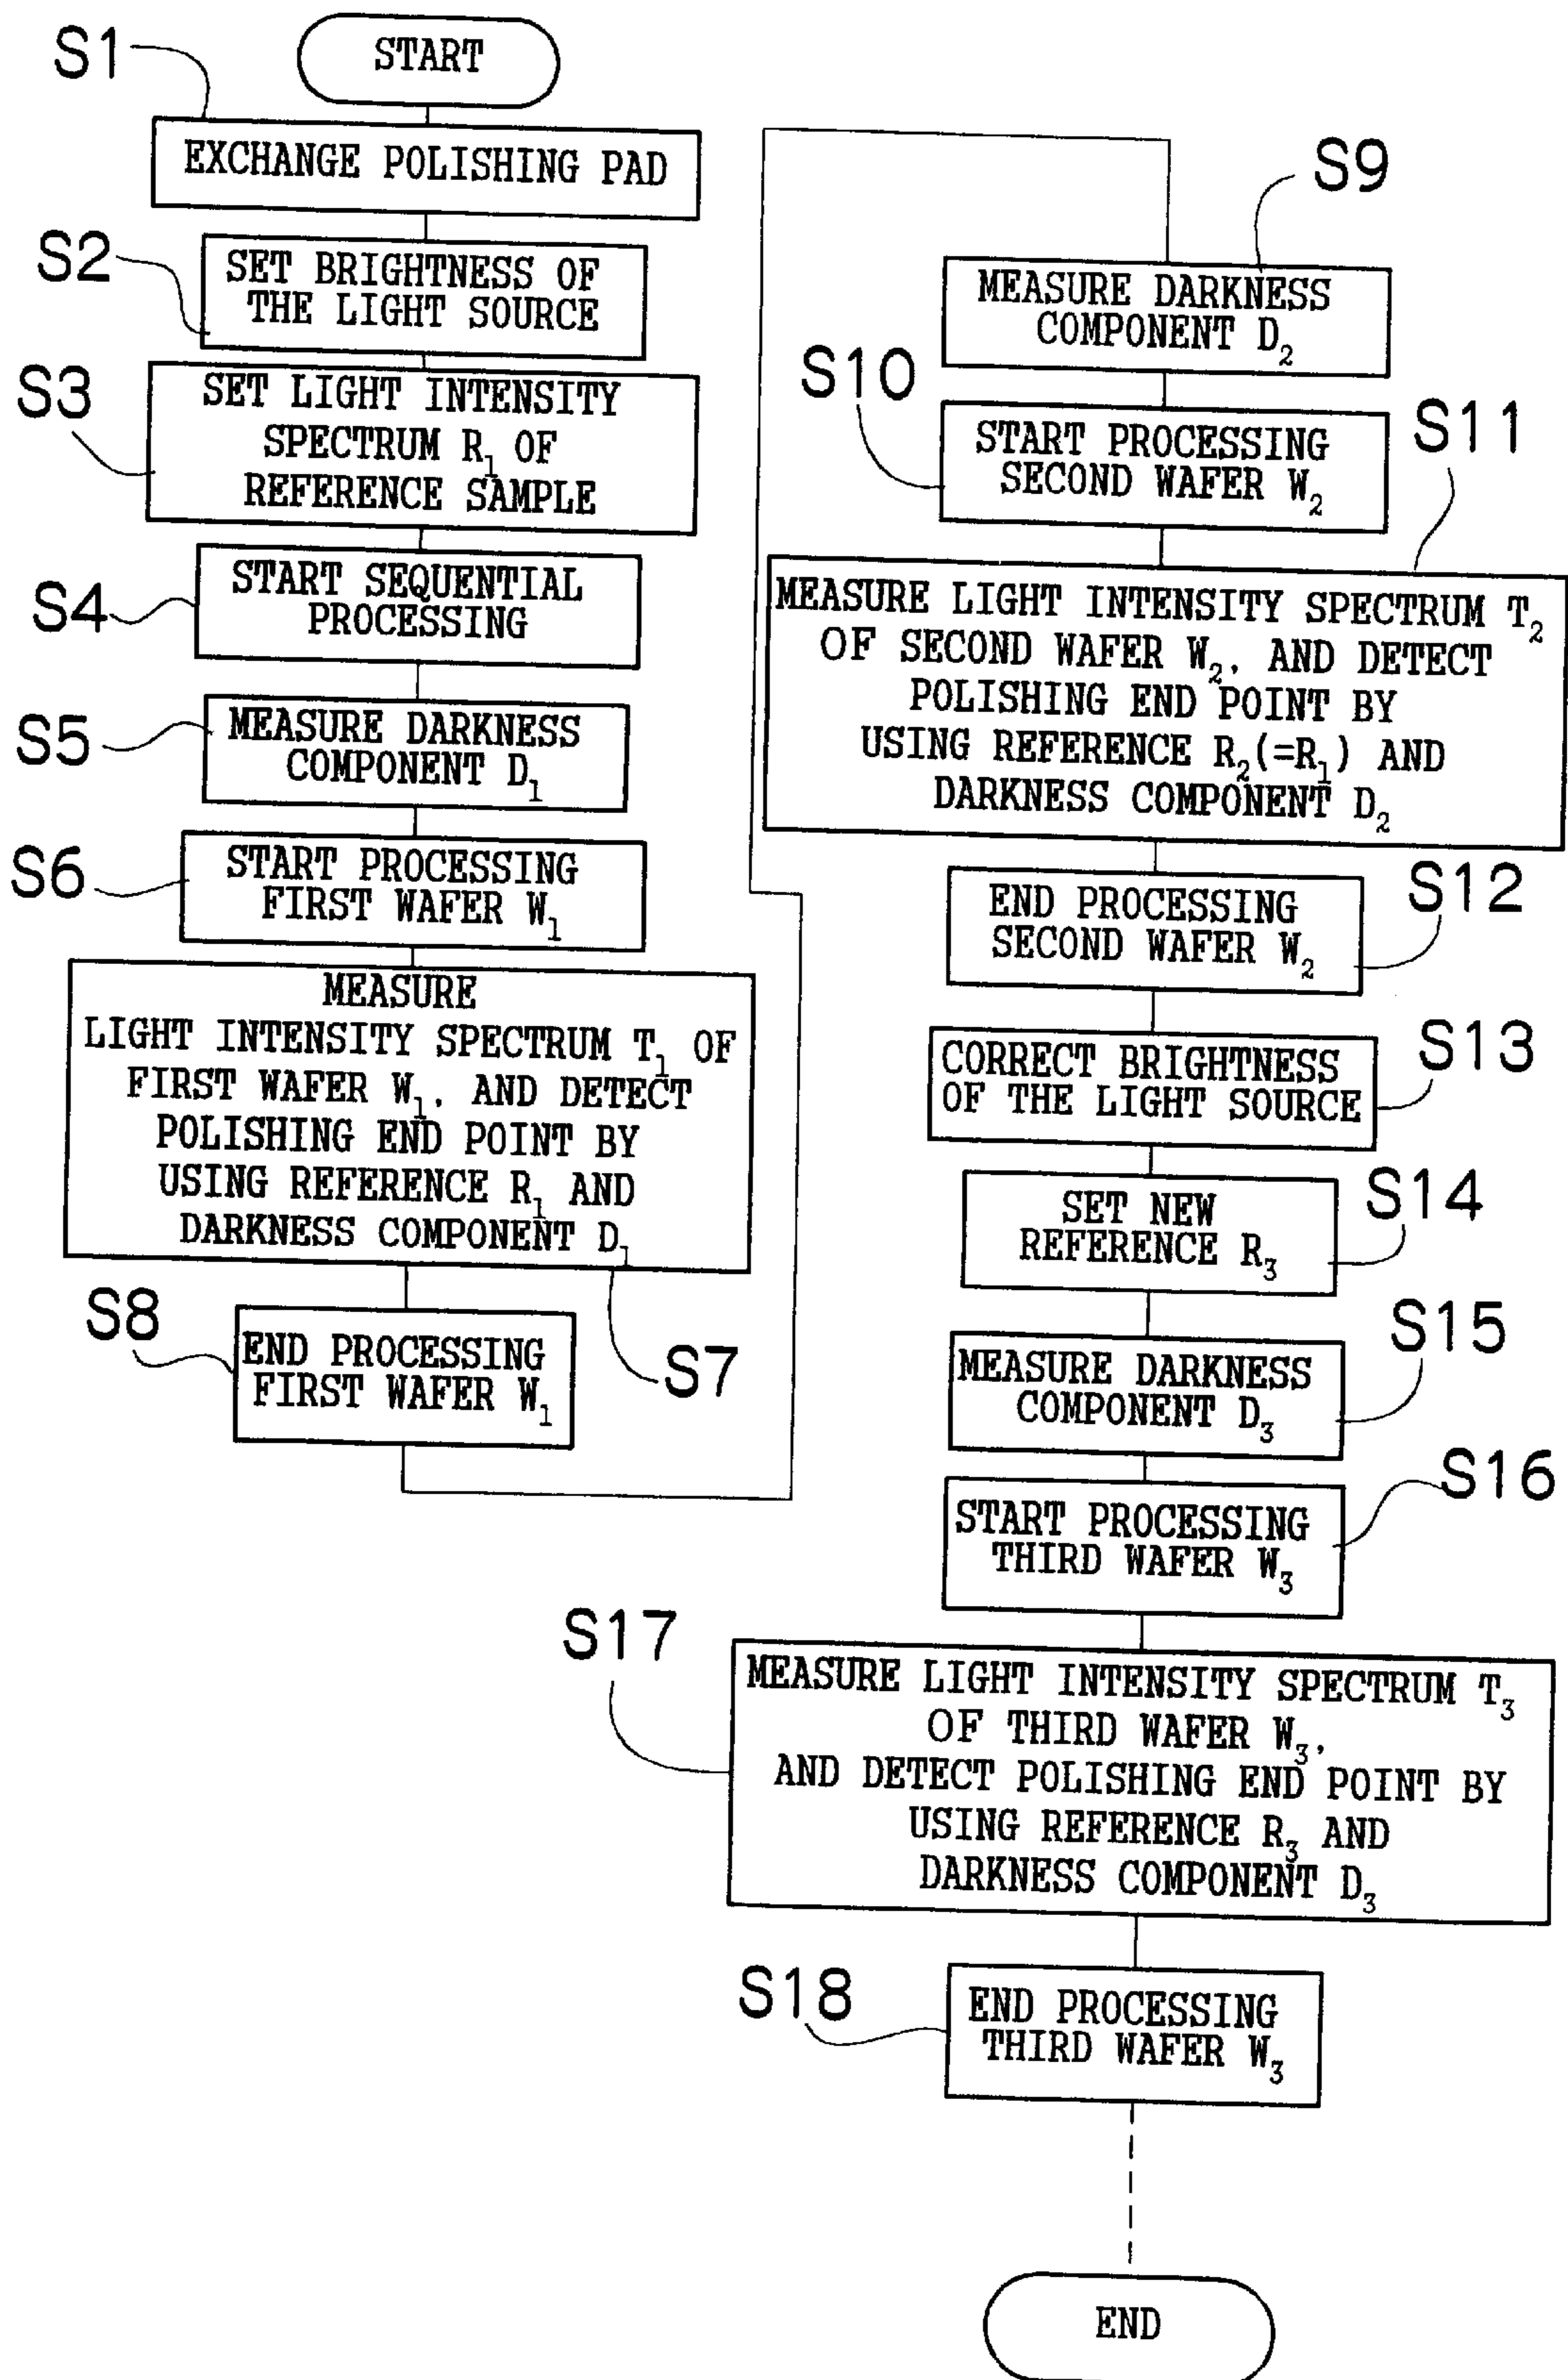 START
S1
EXCHANGE POLISHING PAD
S2
SET BRIGHTNESS OF
THE LIGHT SOURCE
S3
SET LIGHT INTENSITY
SPECTRUM R₁ OF
REFERENCE SAMPLE
S4
START SEQUENTIAL
PROCESSING
S5
MEASURE DARKNESS
COMPONENT D₁
S6
START PROCESSING
FIRST WAFER W₁
MEASURE
LIGHT INTENSITY SPECTRUM T₁ OF
FIRST WAFER W₁, AND DETECT
POLISHING END POINT BY
USING REFERENCE R₁ AND
DARKNESS COMPONENT D₁
S7
S8
END PROCESSING
FIRST WAFER W₁
S9
MEASURE DARKNESS
COMPONENT D₂
S10
START PROCESSING
SECOND WAFER W₂
S11
MEASURE LIGHT INTENSITY SPECTRUM T₂
OF SECOND WAFER W₂, AND DETECT
POLISHING END POINT BY
USING REFERENCE R₂(=R₁) AND
DARKNESS COMPONENT D₂
S12
END PROCESSING
SECOND WAFER W₂
S13
CORRECT BRIGHTNESS
OF THE LIGHT SOURCE
S14
SET NEW
REFERENCE R₃
S15
MEASURE DARKNESS
COMPONENT D₃
S16
START PROCESSING
THIRD WAFER W₃
S17
MEASURE LIGHT INTENSITY SPECTRUM T₃
OF THIRD WAFER W₃,
AND DETECT POLISHING END POINT BY
USING REFERENCE R₃ AND
DARKNESS COMPONENT D₃
S18
END PROCESSING
THIRD WAFER W₃
END